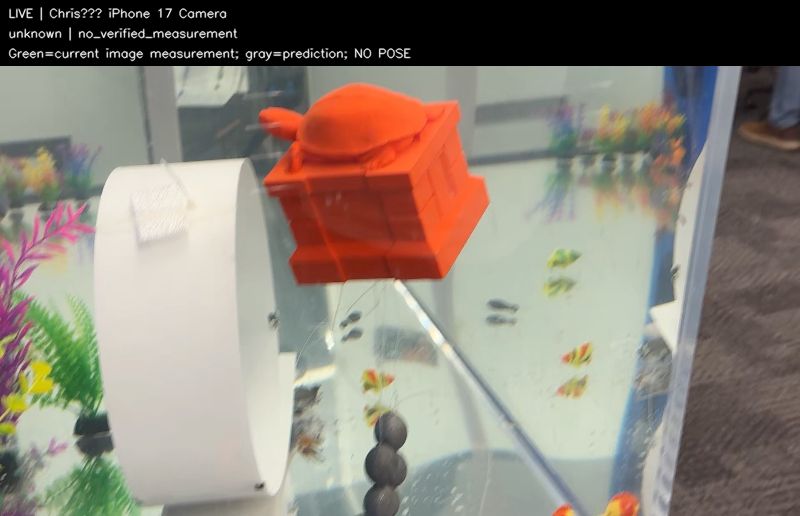 LIVE | Chris??? iPhone 17 Camera
unknown | no_verified_measurement
Green=current image measurement; gray=prediction; NO POSE